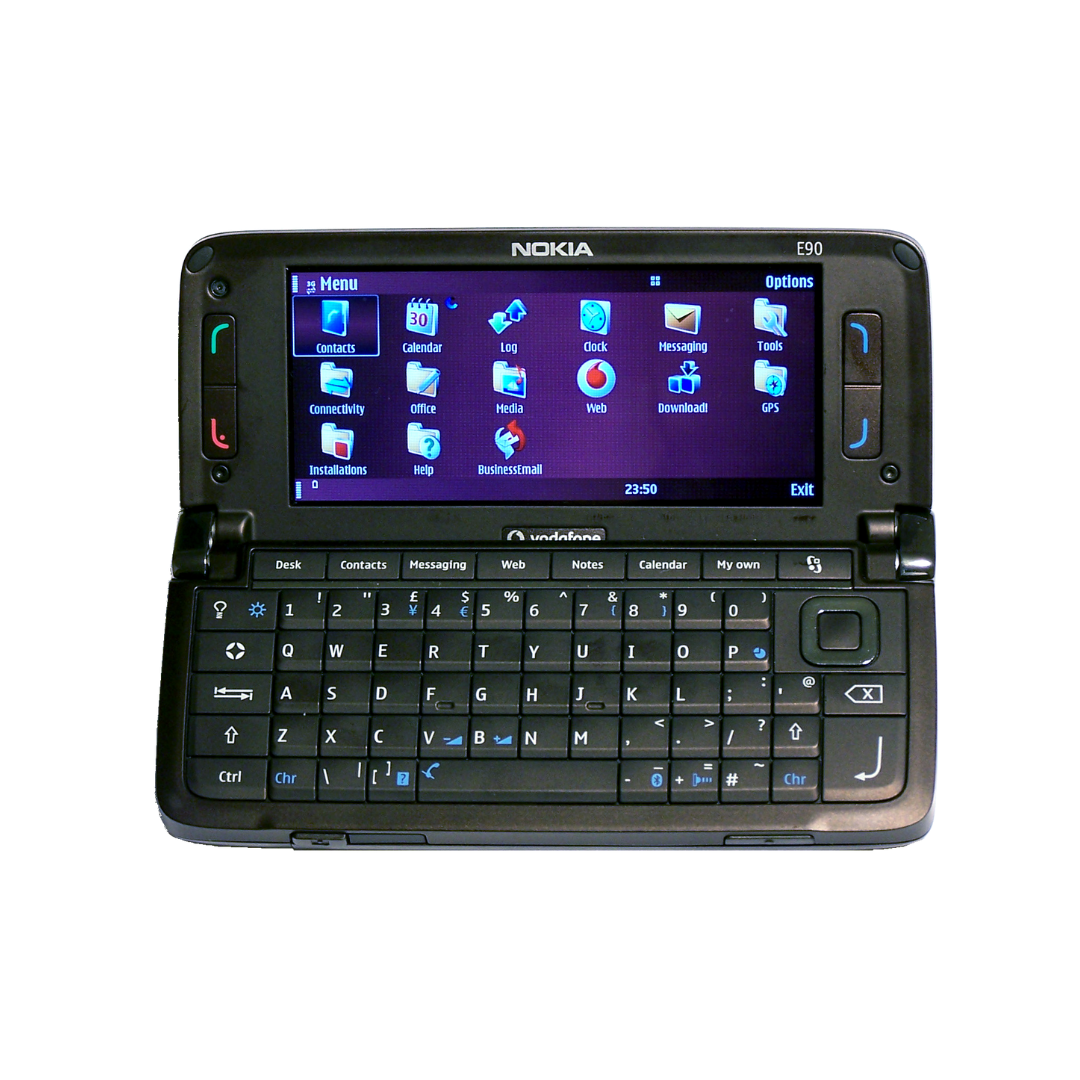 NOKIA E90
3G Menu Options
30
Contacts Calendar Log Clock Messaging Tools
Connectivity Office Media Web Download! GPS
Installations Help BusinessEmail
23:50 Exit
vodafone
Desk Contacts Messaging Web Notes Calendar My own
1 ! 2 " 3 £ ¥ 4 $ € 5 % 6 ^ 7 & { 8 * } 9 ( 0 )
Q W E R T Y U I O P
A S D F G H J K L ; : ' @
Z X C V - B + N M , < . > / ?
Ctrl Chr \ | [ ] ? - _ + = # ~ Chr